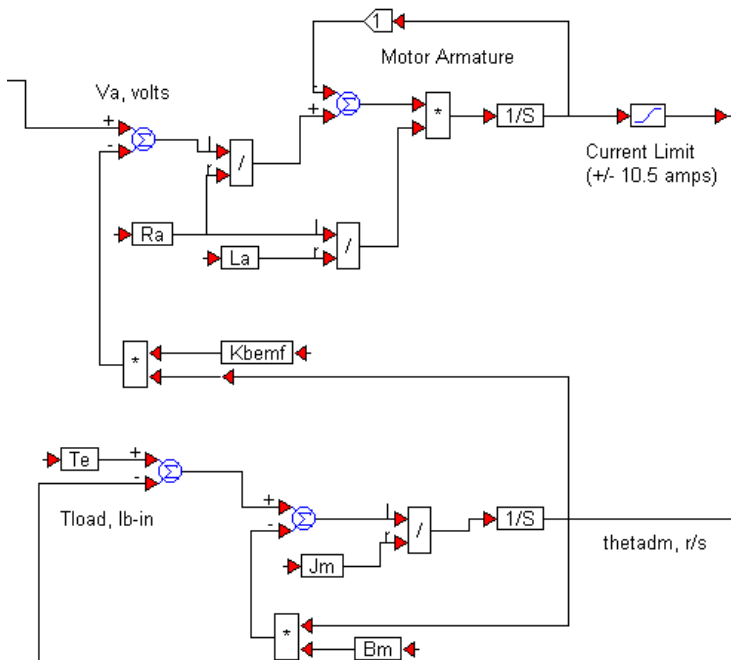 1
Motor Armature
Va, volts
-
+
Σ
+
-
Σ
l
r
/
*
1/S
Current Limit
(+/- 10.5 amps)
Ra
La
l
r
/
*
Kbemf
Te
+
-
Σ
Tload, lb-in
+
-
Σ
l
r
/
1/S
thetadm, r/s
Jm
*
Bm